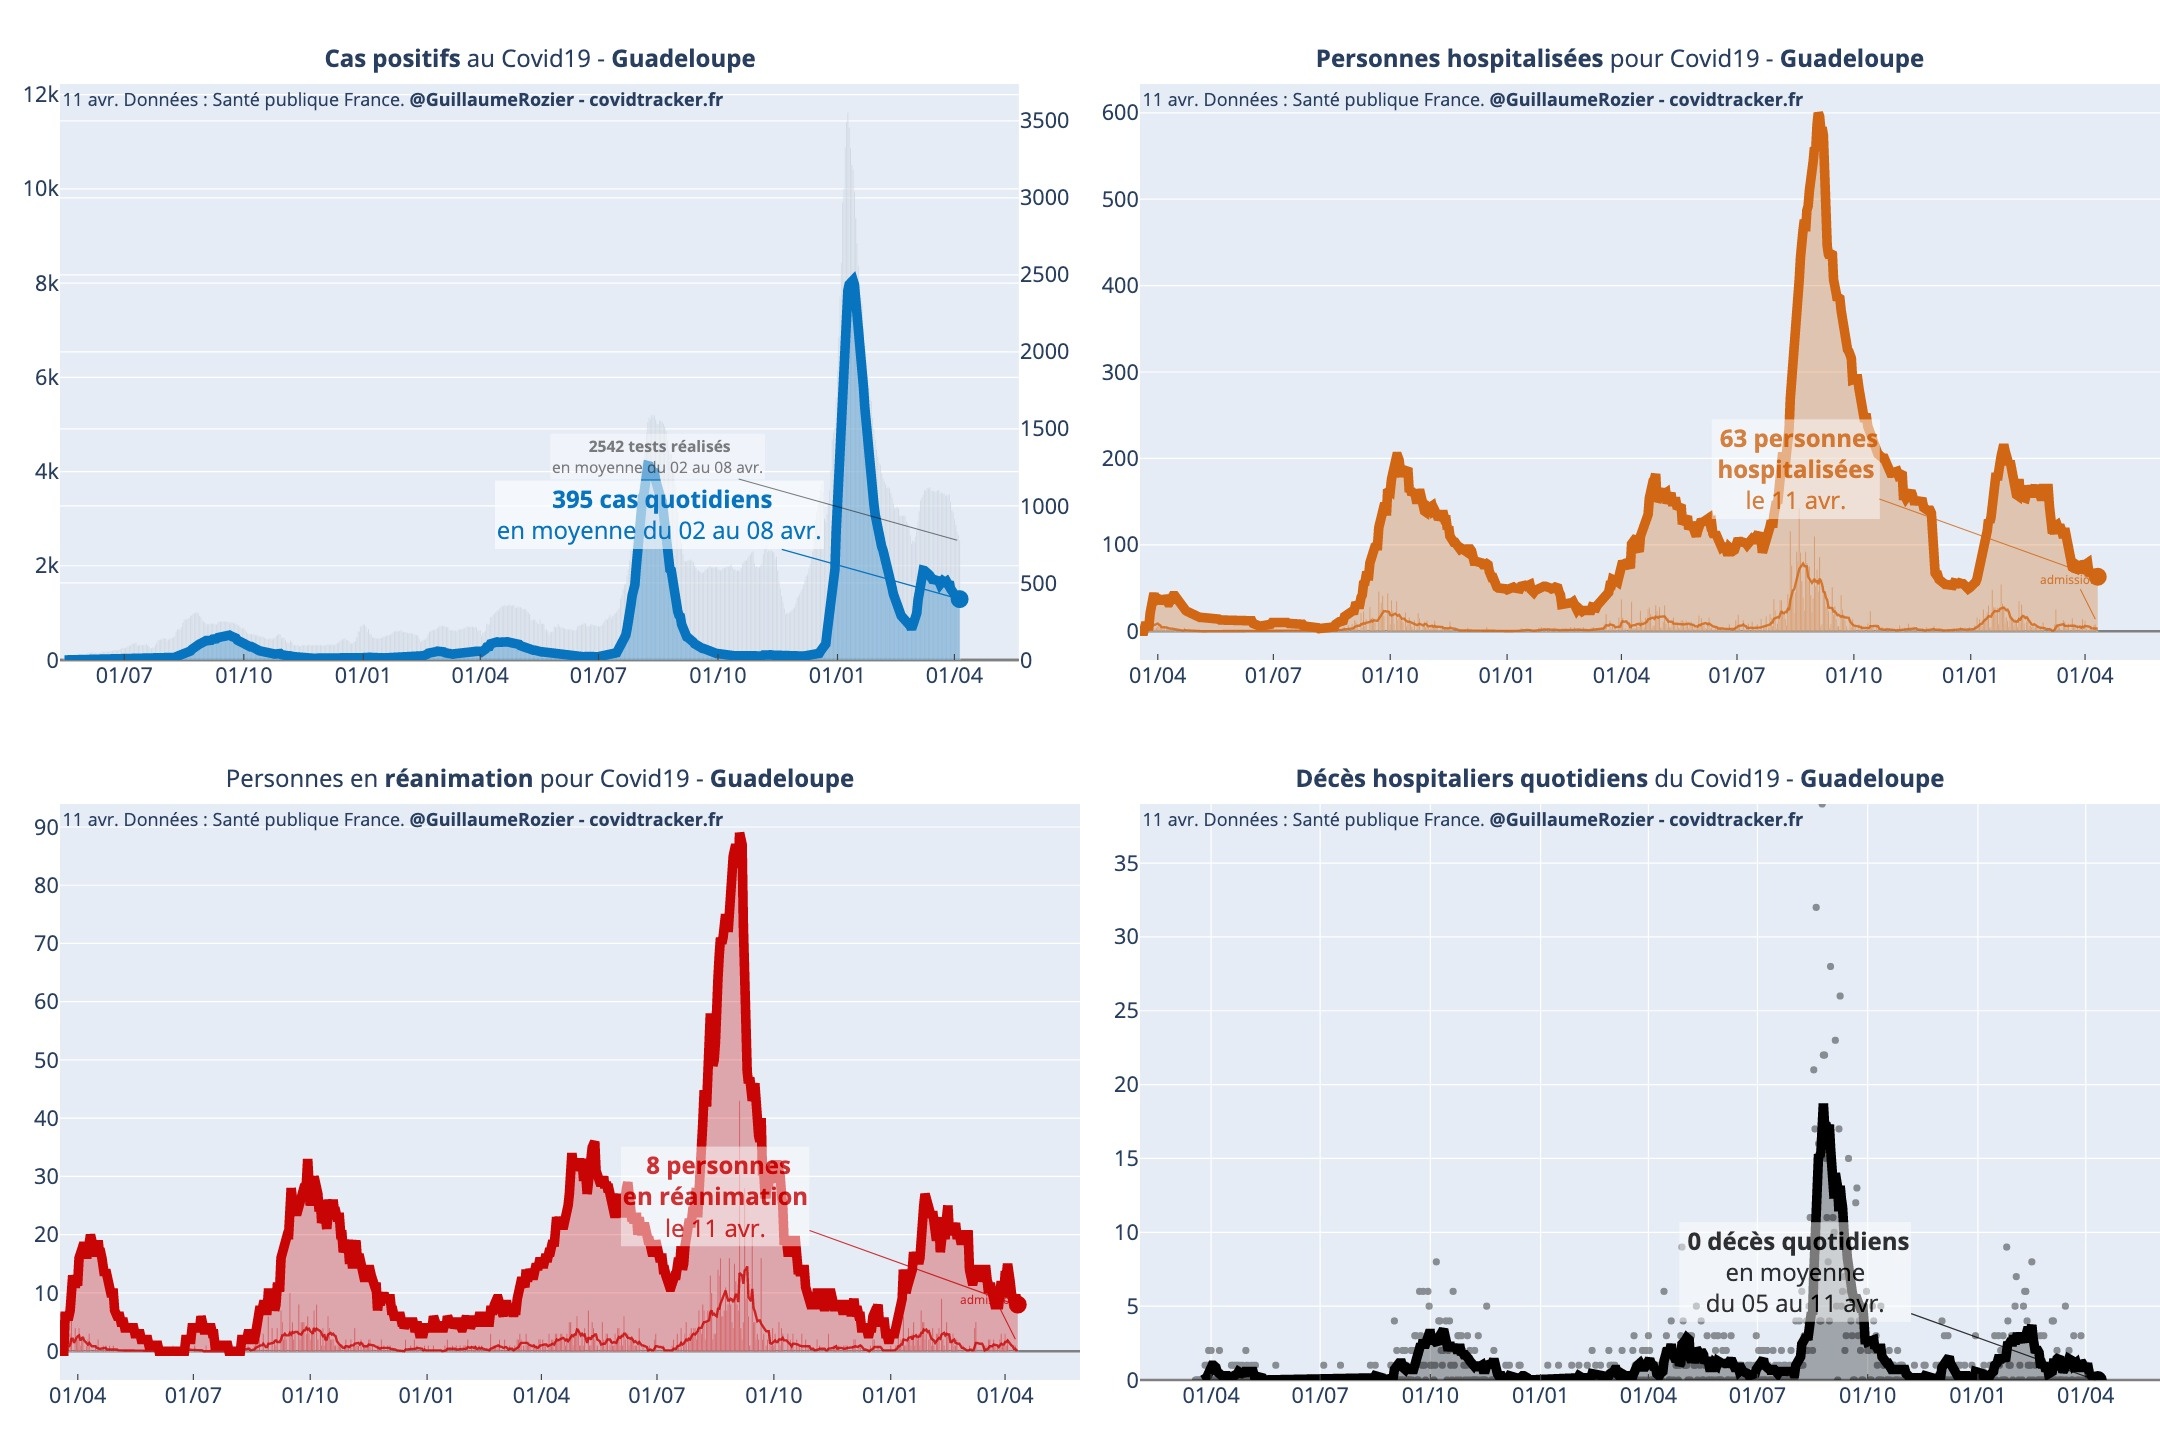 Cas positifs au Covid19 - Guadeloupe
11 avr. Données : Santé publique France. @GuillaumeRozier - covidtracker.fr
12k
10k
8k
6k
4k
2k
0
3500
3000
2500
2000
1500
1000
500
0
2542 tests réalisés
en moyenne du 02 au 08 avr.
395 cas quotidiens
en moyenne du 02 au 08 avr.
01/07 01/10 01/01 01/04 01/07 01/10 01/01 01/04
Personnes hospitalisées pour Covid19 - Guadeloupe
11 avr. Données : Santé publique France. @GuillaumeRozier - covidtracker.fr
600
500
400
300
200
100
0
63 personnes
hospitalisées
le 11 avr.
01/04 01/07 01/10 01/01 01/04 01/07 01/10 01/01 01/04
Personnes en réanimation pour Covid19 - Guadeloupe
11 avr. Données : Santé publique France. @GuillaumeRozier - covidtracker.fr
90
80
70
60
50
40
30
20
10
0
8 personnes
en réanimation
le 11 avr.
01/04 01/07 01/10 01/01 01/04 01/07 01/10 01/01 01/04
Décès hospitaliers quotidiens du Covid19 - Guadeloupe
11 avr. Données : Santé publique France. @GuillaumeRozier - covidtracker.fr
35
30
25
20
15
10
5
0
0 décès quotidiens
en moyenne
du 05 au 11 avr.
01/04 01/07 01/10 01/01 01/04 01/07 01/10 01/01 01/04